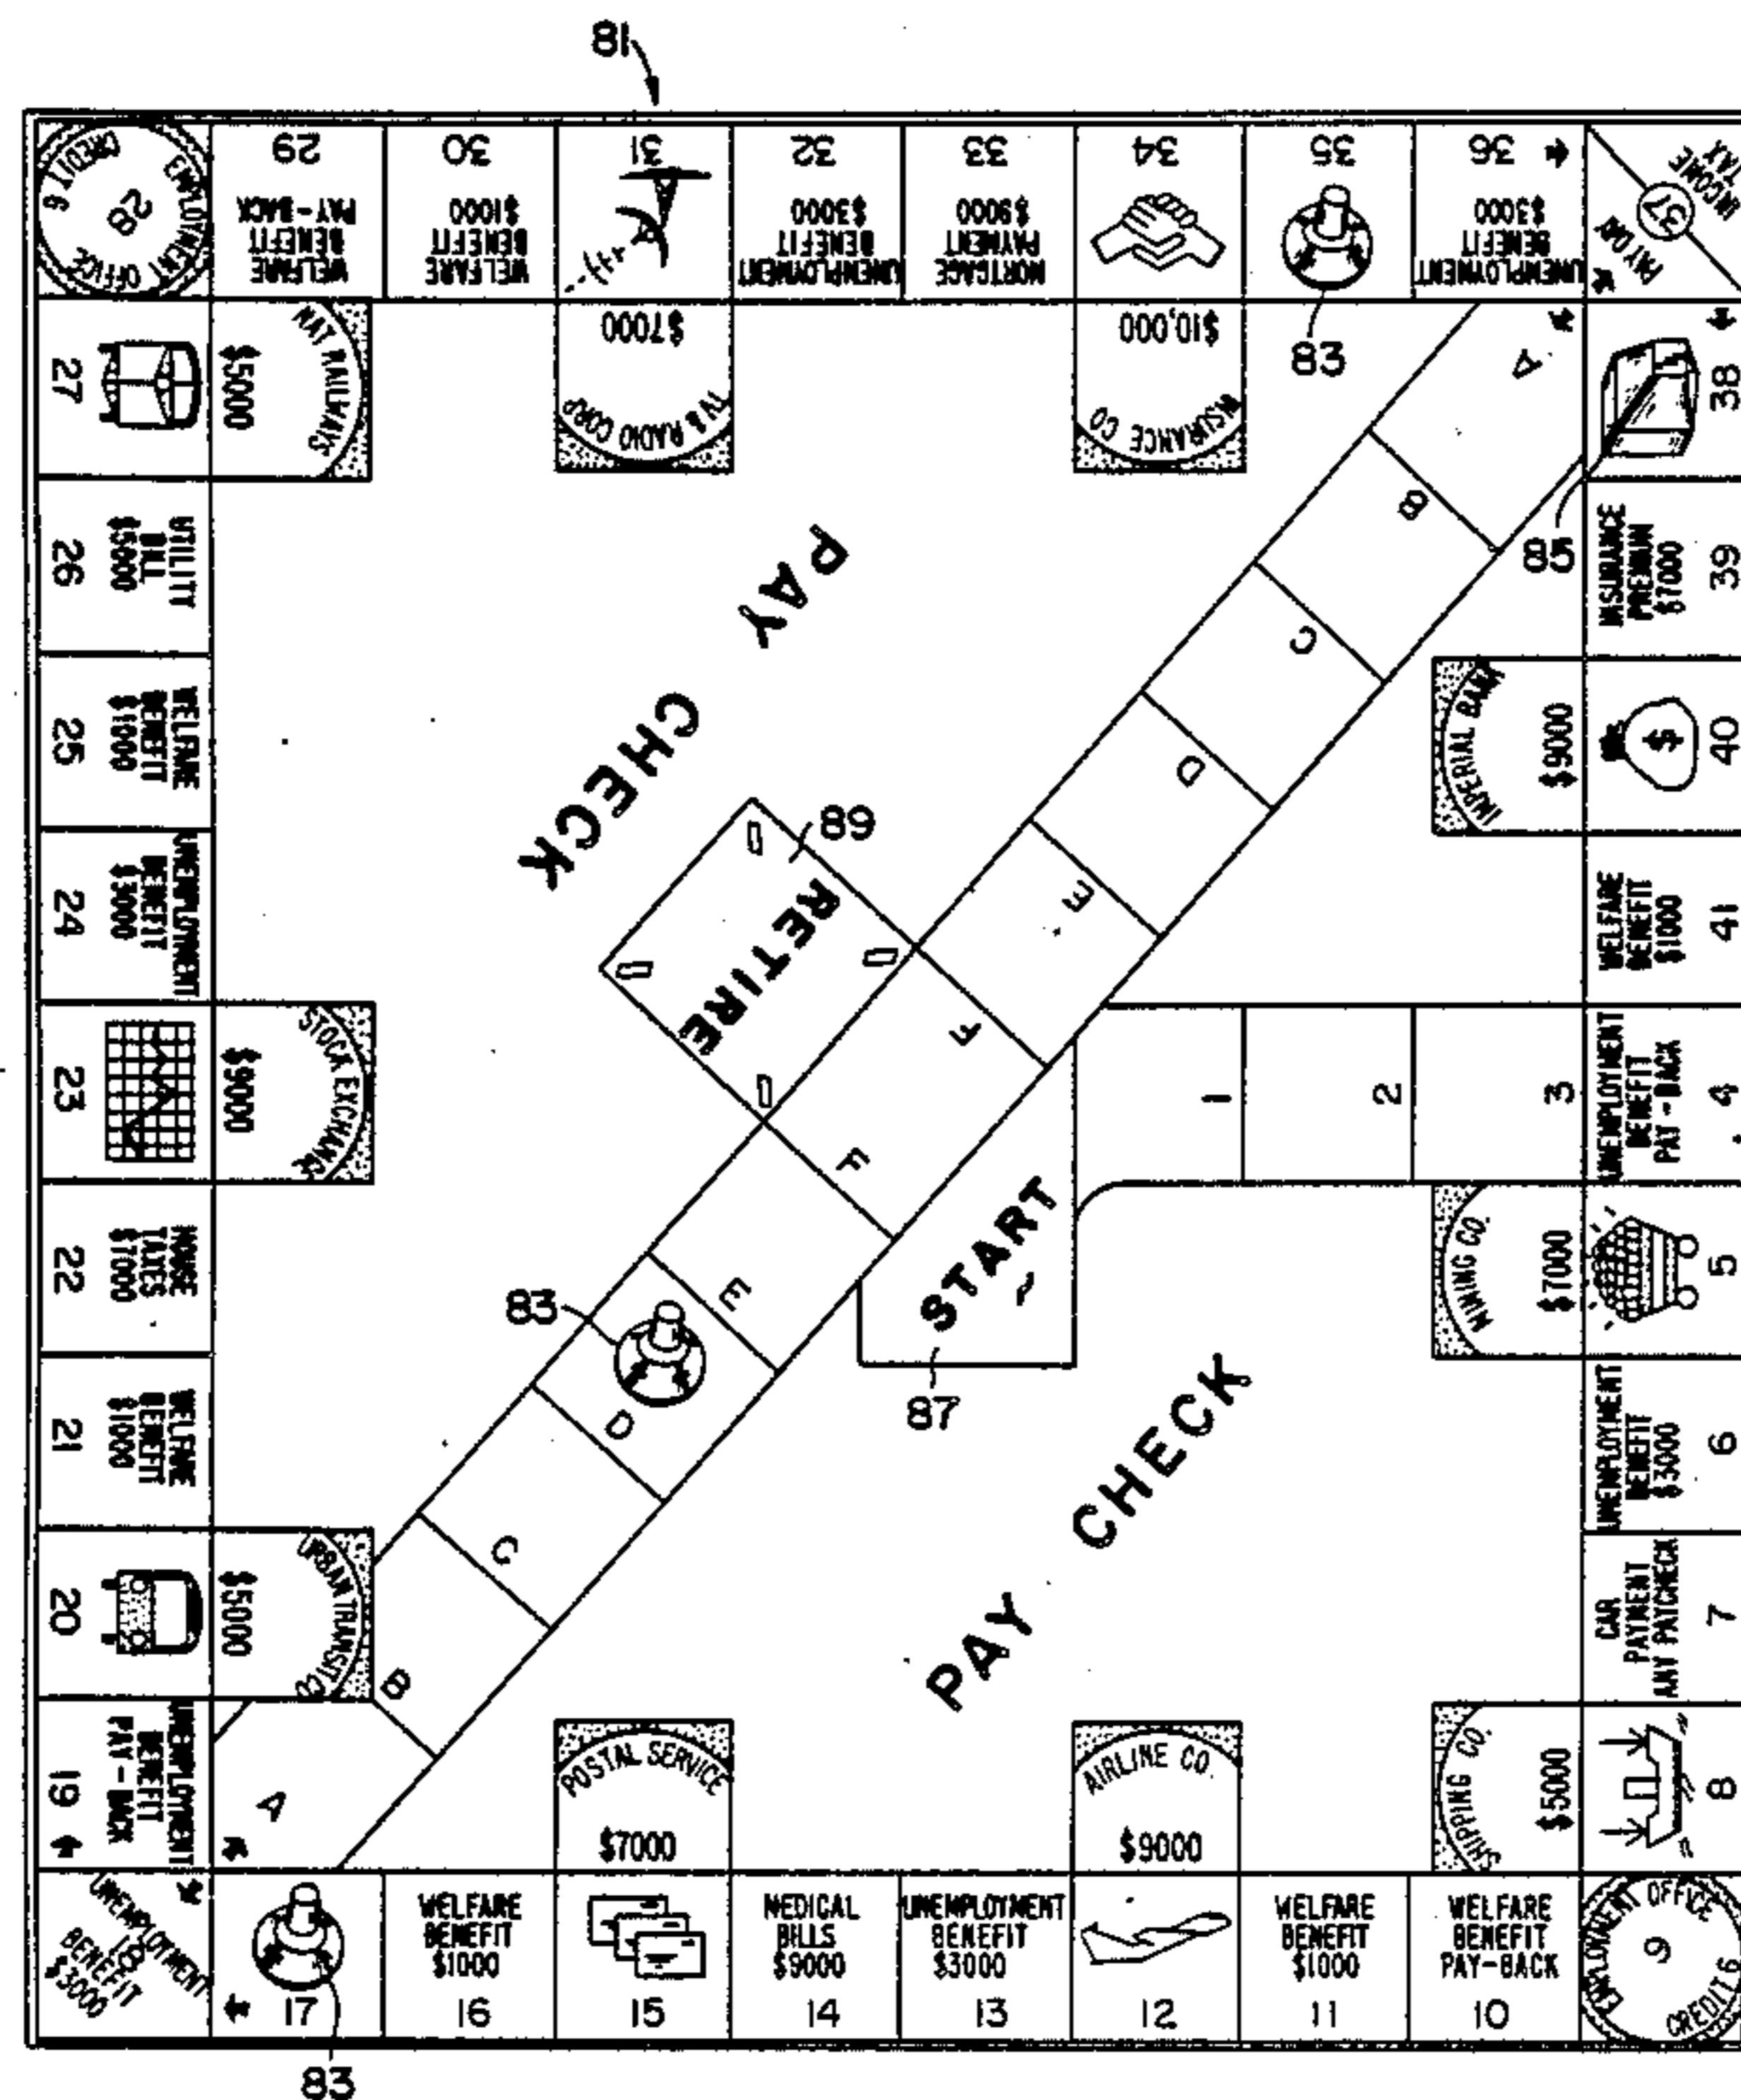 81
EMPLOYMENT OFFICE
28
CREDIT 6
29
WELFARE
BENEFIT
PAY-BACK
30
WELFARE
BENEFIT
$1000
31
$7000
TV & RADIO CORP
32
UNEMPLOYMENT
BENEFIT
$3000
33
MORTGAGE
PAYMENT
$9000
34
$10,000
INSURANCE CO
35
83
36
UNEMPLOYMENT
BENEFIT
$3000
INCOME
TAX
37
PAY DAY
38
85
39
INSURANCE
PREMIUM
$7000
40
$
$9000
IMPERIAL BANK
41
WELFARE
BENEFIT
$1000
27
$5000
RAILWAYS
26
UTILITY
BILL
$5000
25
WELFARE
BENEFIT
$1000
24
UNEMPLOYMENT
BENEFIT
$3000
23
$9000
STOCK EXCHANGE
22
HOUSE
TAXES
$7000
21
WELFARE
BENEFIT
$1000
20
$5000
URBAN TRANSIT CO
19
UNEMPLOYMENT
BENEFIT
PAY-BACK
PAY
CHECK
A
B
C
D
E
F
89
RETIRE
F
E
83
D
C
B
A
START
87
1
2
3
4
UNEMPLOYMENT
BENEFIT
PAY-BACK
5
$7000
MINING CO.
6
UNEMPLOYMENT
BENEFIT
$3000
7
CAR
PAYMENT
ANY PAYCHECK
8
$5000
SHIPPING CO.
PAY CHECK
EMPLOYMENT OFFICE
9
CREDIT 6
WELFARE
BENEFIT
PAY-BACK
10
WELFARE
BENEFIT
$1000
11
AIRLINE CO.
$9000
12
UNEMPLOYMENT
BENEFIT
$3000
13
MEDICAL
BILLS
$9000
14
POSTAL SERVICE
$7000
15
WELFARE
BENEFIT
$1000
16
17
83
UNEMPLOYMENT
18
BENEFIT
$3000